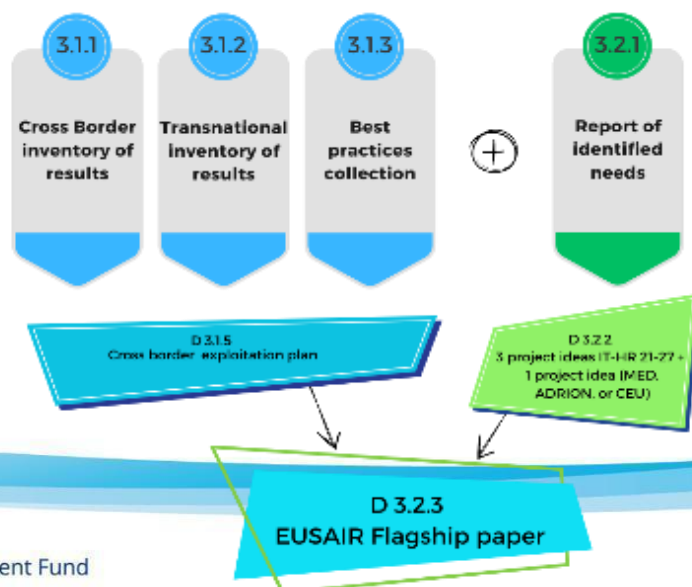 3.1.1
3.1.2
3.1.3
3.2.1
Cross Border
inventory of
results
Transnational
inventory of
results
Best
practices
collection
+
Report of
identified
needs
D 3.1.5
Cross border exploitation plan
D 3.2.2
3 project ideas IT-HR 21-27 +
1 project idea (MED,
ADRION, or CEU)
D 3.2.3
EUSAIR Flagship paper
ent Fund